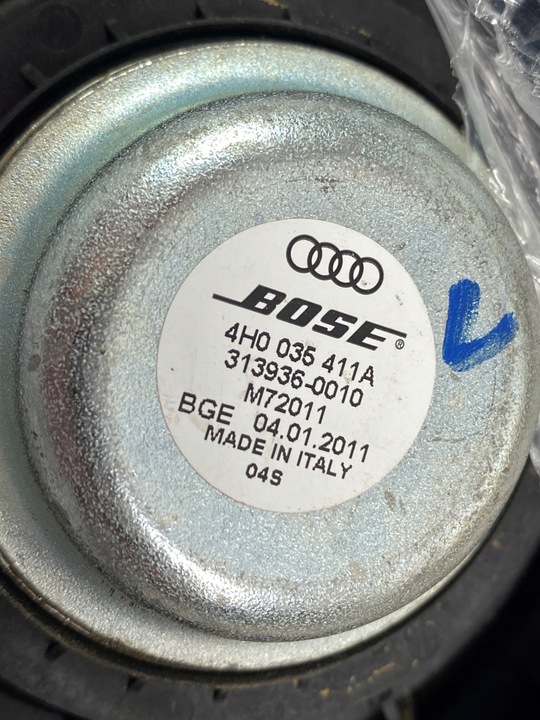 BOSE®
4H0 035 411A
313936-0010
M72011
BGE 04.01.2011
MADE IN ITALY
04S